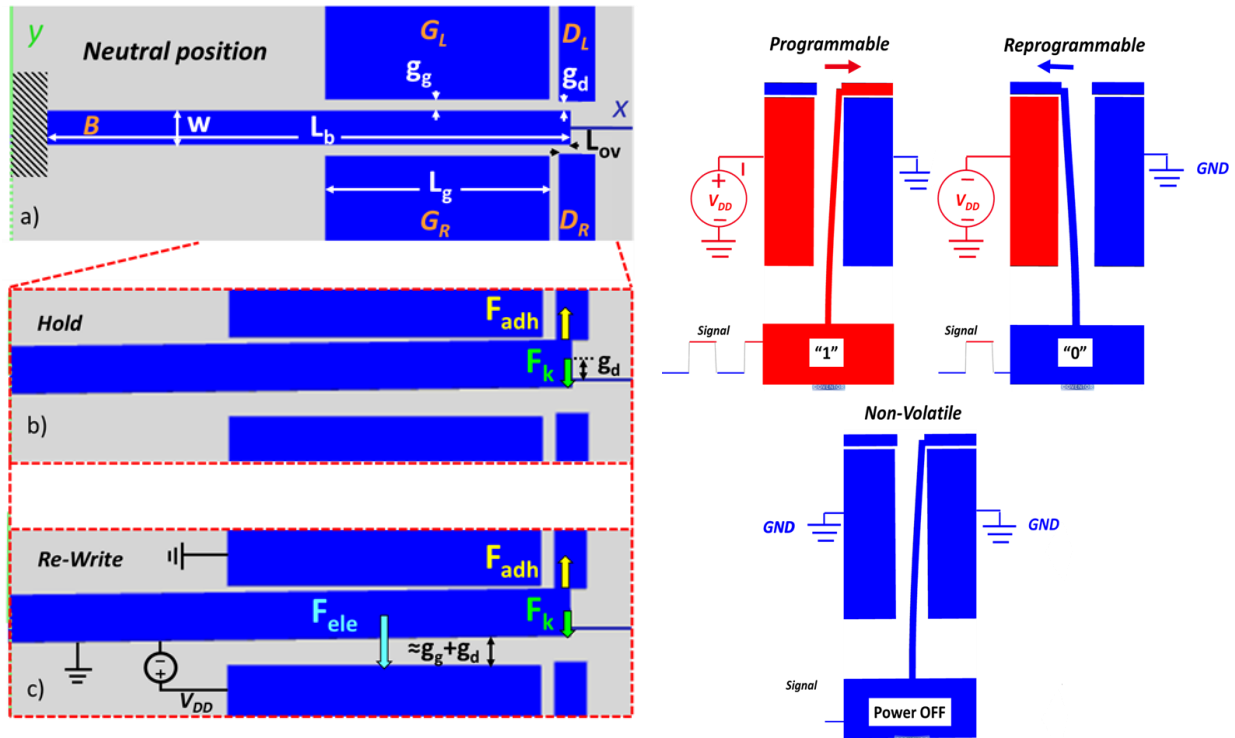 y
Neutral position
G_L
D_L
g_g
g_d
x
B
w
L_b
L_ov
L_g
G_R
D_R
a)
Hold
F_adh
F_k
g_d
b)
Re-Write
F_adh
F_ele
F_k
≈g_g+g_d
V_DD
c)
Programmable
V_DD
I
GND
Signal
"1"
Reprogrammable
V_DD
GND
Signal
"0"
Non-Volatile
GND
GND
Signal
Power OFF